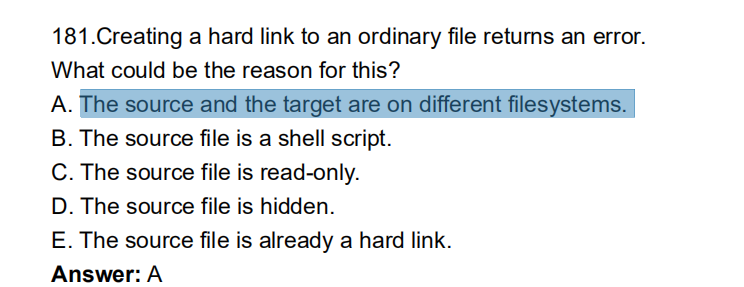 181.Creating a hard link to an ordinary file returns an error.
What could be the reason for this?
A. The source and the target are on different filesystems.
B. The source file is a shell script.
C. The source file is read-only.
D. The source file is hidden.
E. The source file is already a hard link.
Answer: A